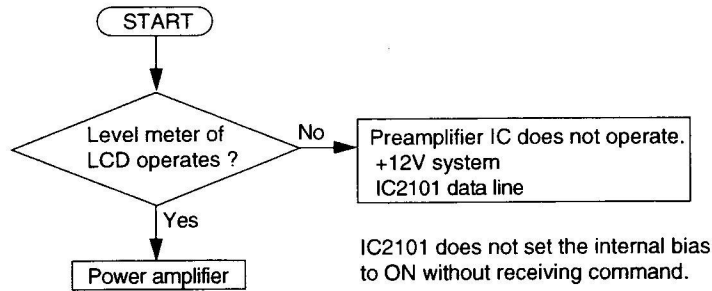 START
Level meter of
LCD operates ?
No
Preamplifier IC does not operate.
+12V system
IC2101 data line
Yes
Power amplifier
IC2101 does not set the internal bias
to ON without receiving command.